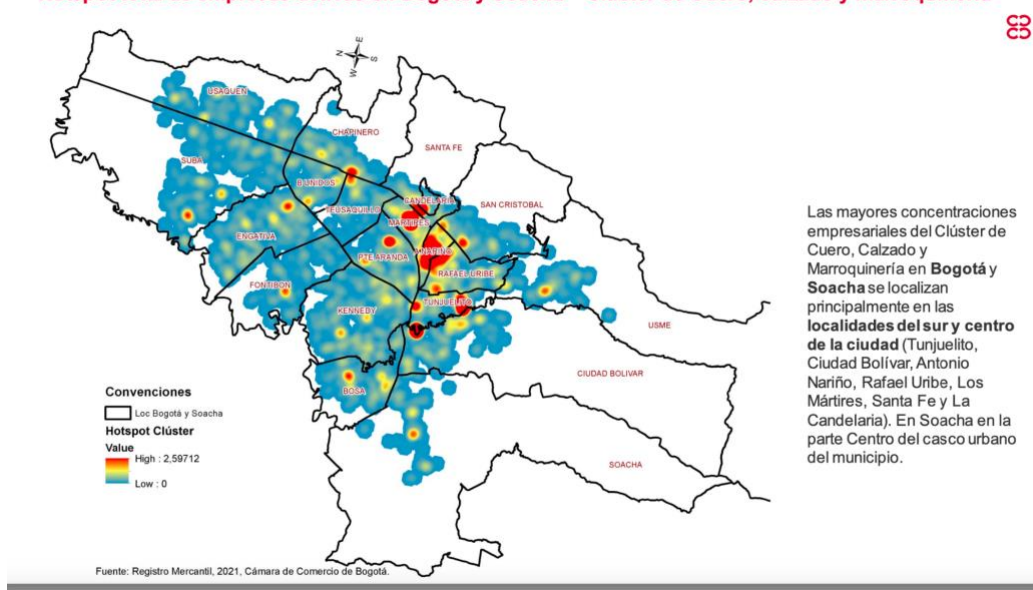 N
E
W
S
USAQUEN
CHAPINERO
SANTA FE
SUBA
B UNIDOS
CANDELARIA
SAN CRISTOBAL
TEUSAQUILLO
MARTIRES
ENGATIVA
A NARIÑO
PTE ARANDA
RAFAEL URIBE
FONTIBON
TUNJUELITO
KENNEDY
USME
CIUDAD BOLIVAR
BOSA
SOACHA
Las mayores concentraciones
empresariales del Clúster de
Cuero, Calzado y
Marroquinería en Bogotá y
Soacha se localizan
principalmente en las
localidades del sur y centro
de la ciudad (Tunjuelito,
Ciudad Bolívar, Antonio
Nariño, Rafael Uribe, Los
Mártires, Santa Fe y La
Candelaria). En Soacha en la
parte Centro del casco urbano
del municipio.
Convenciones
Loc Bogotá y Soacha
Hotspot Clúster
Value
High : 2,59712
Low : 0
Fuente: Registro Mercantil, 2021, Cámara de Comercio de Bogotá.